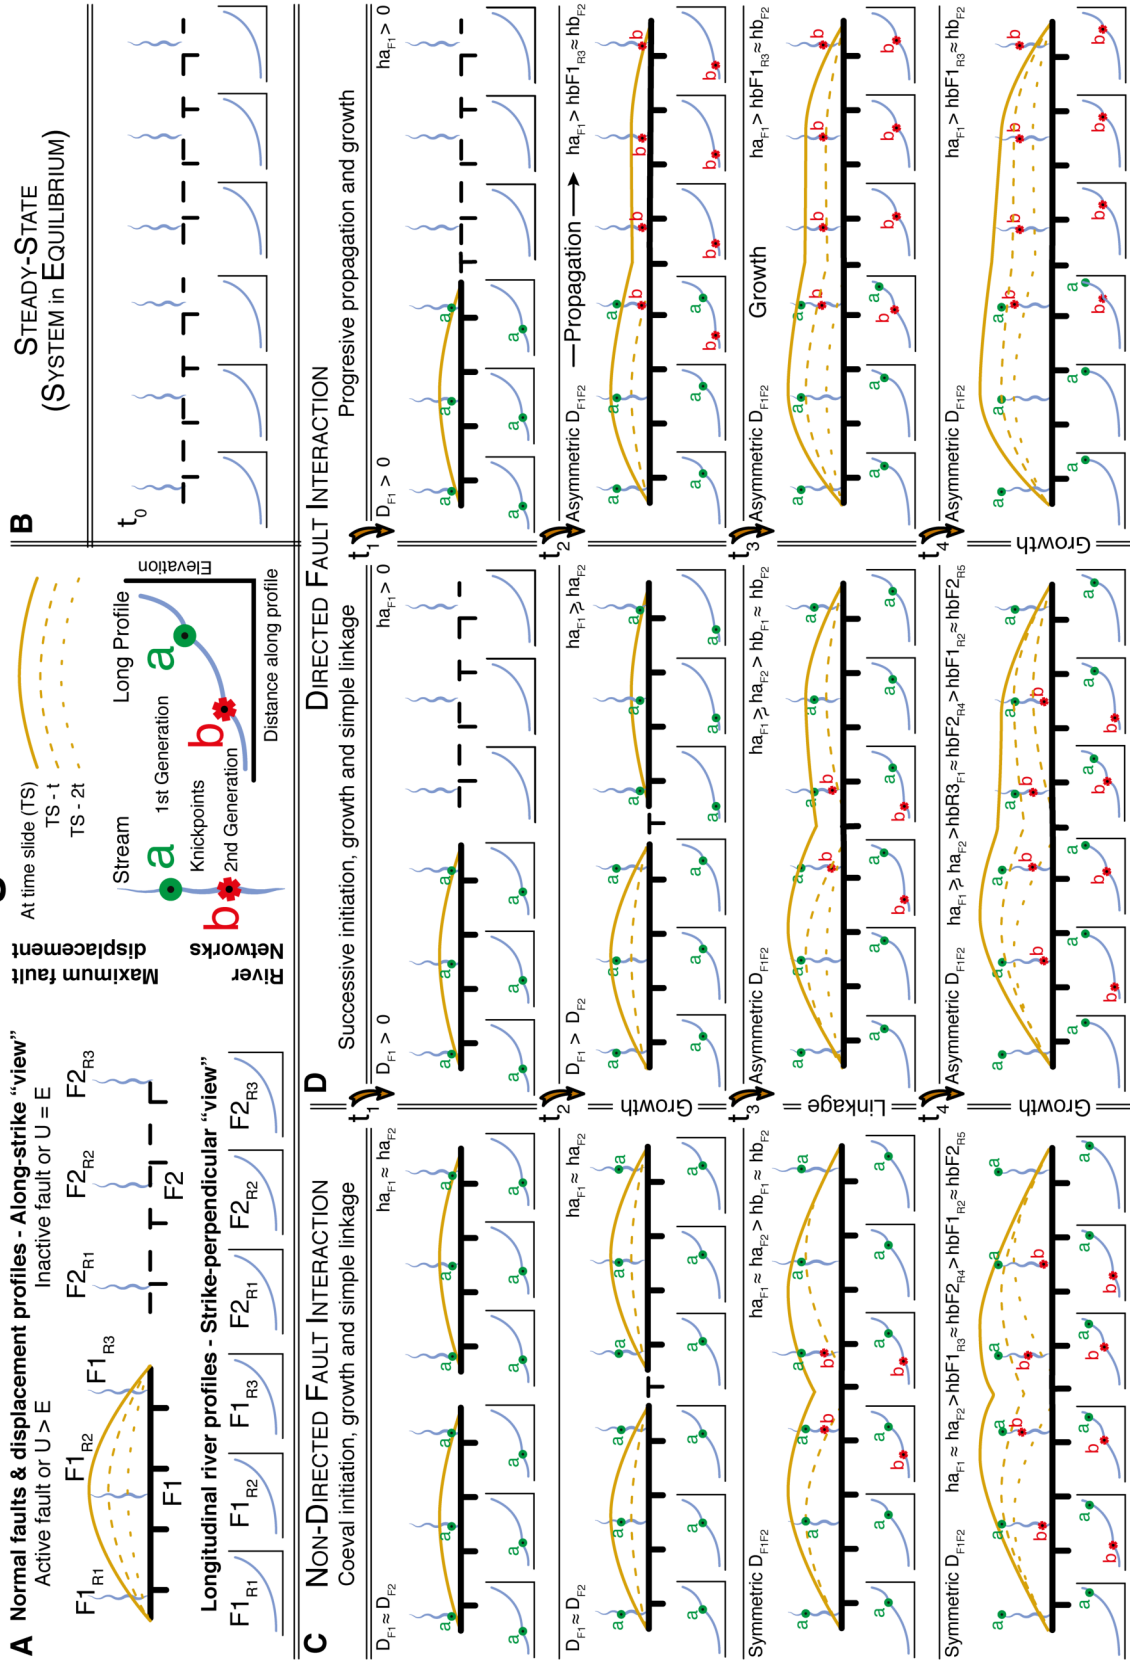 A Normal faults & displacement profiles - Along-strike “view”
Active fault or U > E
Inactive fault or U = E
F1R1
F1R2
F1R3
F2R1
F2R2
F2R3
F1
F2
Longitudinal river profiles - Strike-perpendicular “view”
F1R1
F1R2
F1R3
F2R1
F2R2
F2R3
Maximum fault
displacement
At time slide (TS)
TS - t
TS - 2t
River
Networks
Stream
a
b
1st Generation
Knickpoints
2nd Generation
Long Profile
a
b
Elevation
Distance along profile
B
STEADY-STATE
(SYSTEM in EQUILIBRIUM)
t0
C
NON-DIRECTED FAULT INTERACTION
Coeval initiation, growth and simple linkage
DF1 ≈ DF2
haF1 ≈ haF2
a a a a a a
a a a a a a
DF1 ≈ DF2
haF1 ≈ haF2
a a a a a a
a a a a a a
Symmetric DF1F2
haF1 ≈ haF2 > hbF1 ≈ hbF2
a a a a a a
b b
a a a a a a
b b
Symmetric DF1F2
haF1 ≈ haF2 > hbF1R3 ≈ hbF2R4 > hbF1R2 ≈ hbF2R5
a a a a a a
b b b b
a a a a a a
b b b b
DIRECTED FAULT INTERACTION
D
Successive initiation, growth and simple linkage
t1
DF1 > 0
haF1 > 0
a a a
a a a
t2
Growth
DF1 > DF2
haF1 ⩾ haF2
a a a a a a
a a a a a a
t3
Linkage
Asymmetric D F1F2
haF1 ⩾ haF2 > hbF1 ≈ hbF2
a a a a a a
b b
a a a a a a
b b
t4
Growth
Asymmetric D F1F2
haF1 ⩾ haF2 > hbR3F1 ≈ hbF2R4 > hbF1R2 ≈ hbF2R5
a a a a a a
b b b b
a a a a a a
b b b b
Progresive propagation and growth
t1
DF1 > 0
haF1 > 0
a a a
a a a
t2
Asymmetric DF1F2
Propagation
haF1 > hbF1R3 ≈ hbF2
a a a
b b b b
a a a
b b b b
t3
Asymmetric DF1F2
Growth
haF1 > hbF1R3 ≈ hbF2
a a a
b b b b
a a a
b b b b
t4
Growth
Asymmetric DF1F2
haF1 > hbF1R3 ≈ hbF2
a a a
b b b b
a a a
b b b b